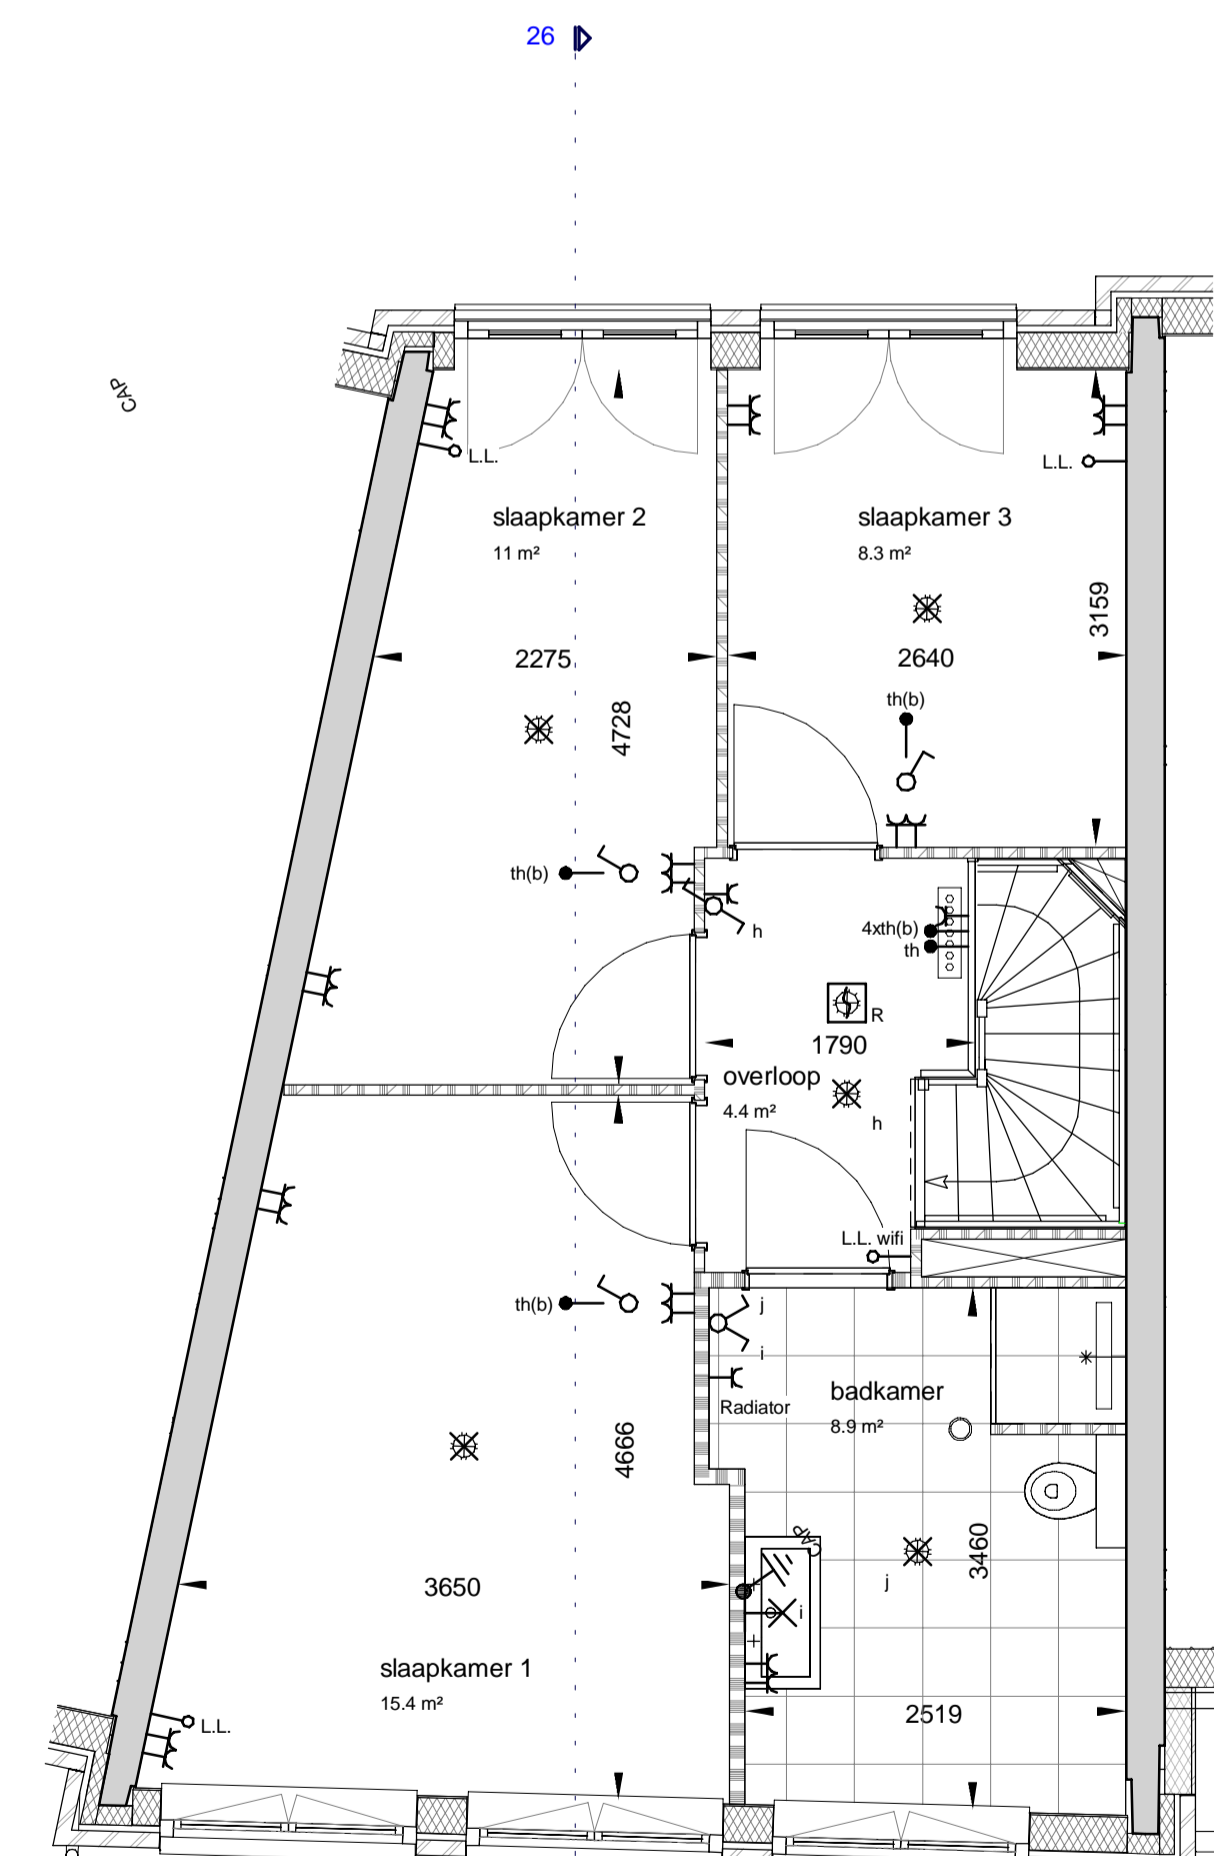 26
CAP
L.L.
L.L.
slaapkamer 2
11 m²
slaapkamer 3
8.3 m²
3159
2275
2640
th(b)
4728
th(b)
h
4xth(b)
th
R
1790
overloop
4.4 m²
h
L.L. wifi
th(b)
j
i
Radiator
badkamer
8.9 m²
4666
CAP
3460
j
i
3650
slaapkamer 1
15.4 m²
2519
L.L.